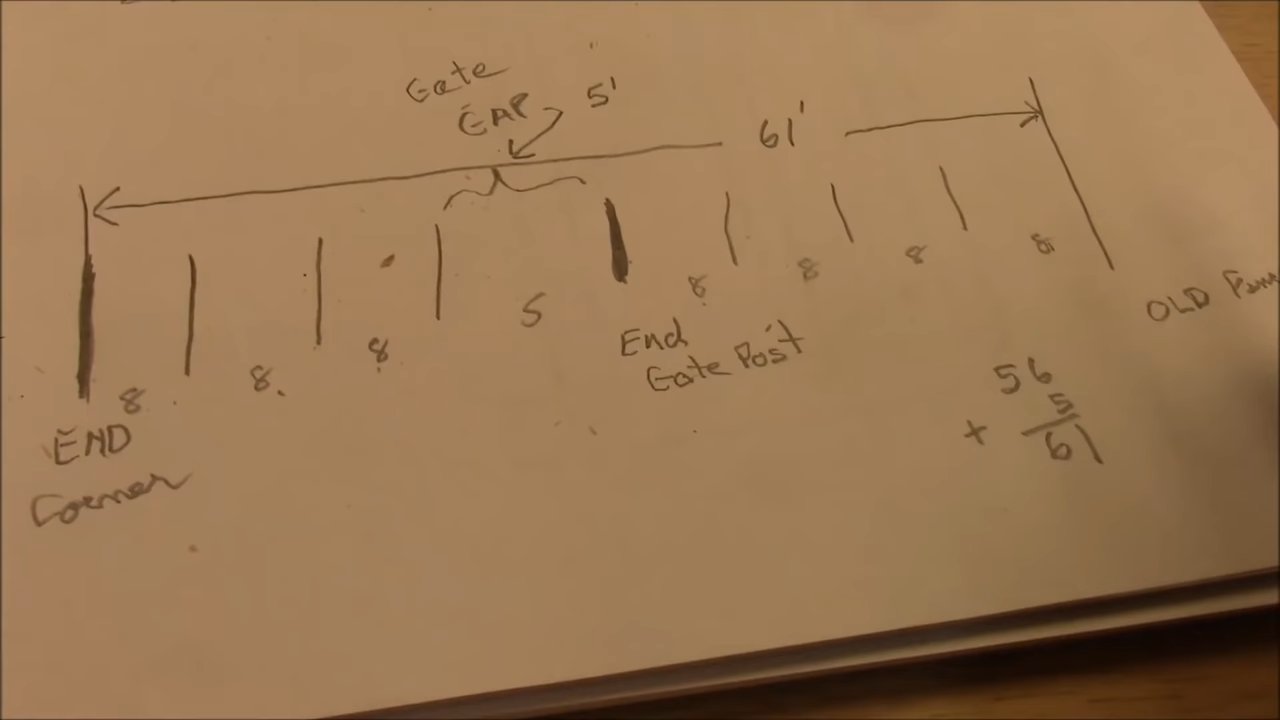 Gate
GAP 5'
61'
8 8 8 5 8 8 8 8
END
Corner
End
Gate Post
OLD
56
5
+
61